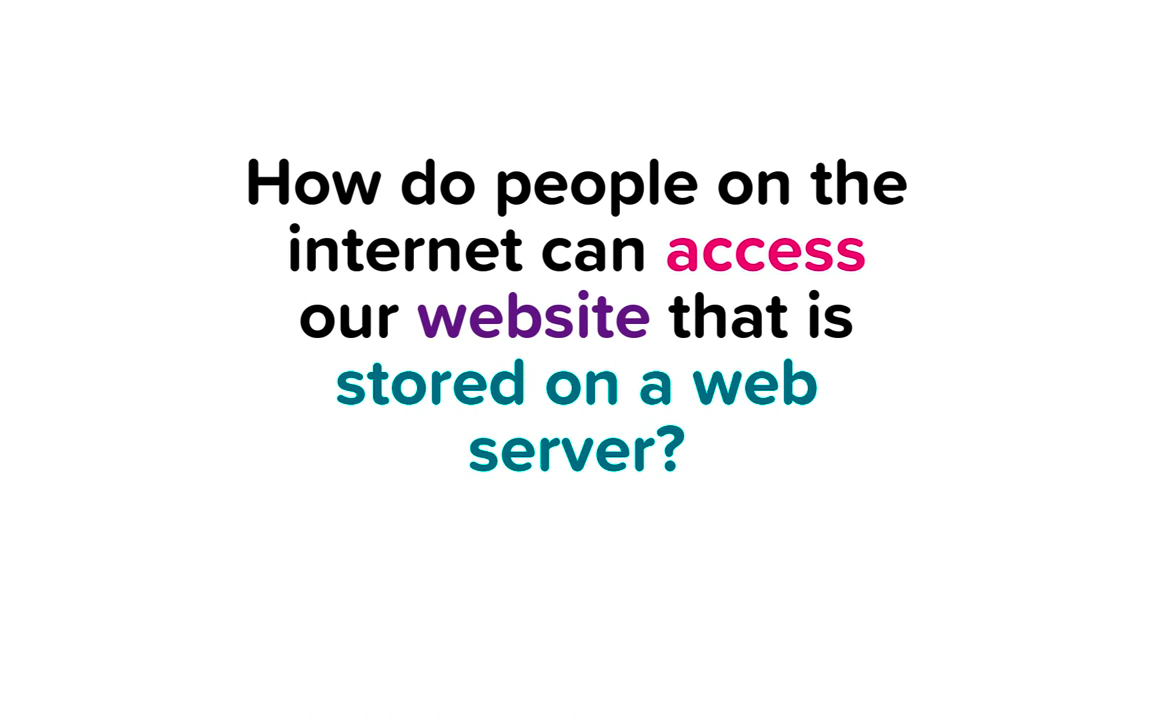 How do people on the
internet can access
our website that is
stored on a web
server?